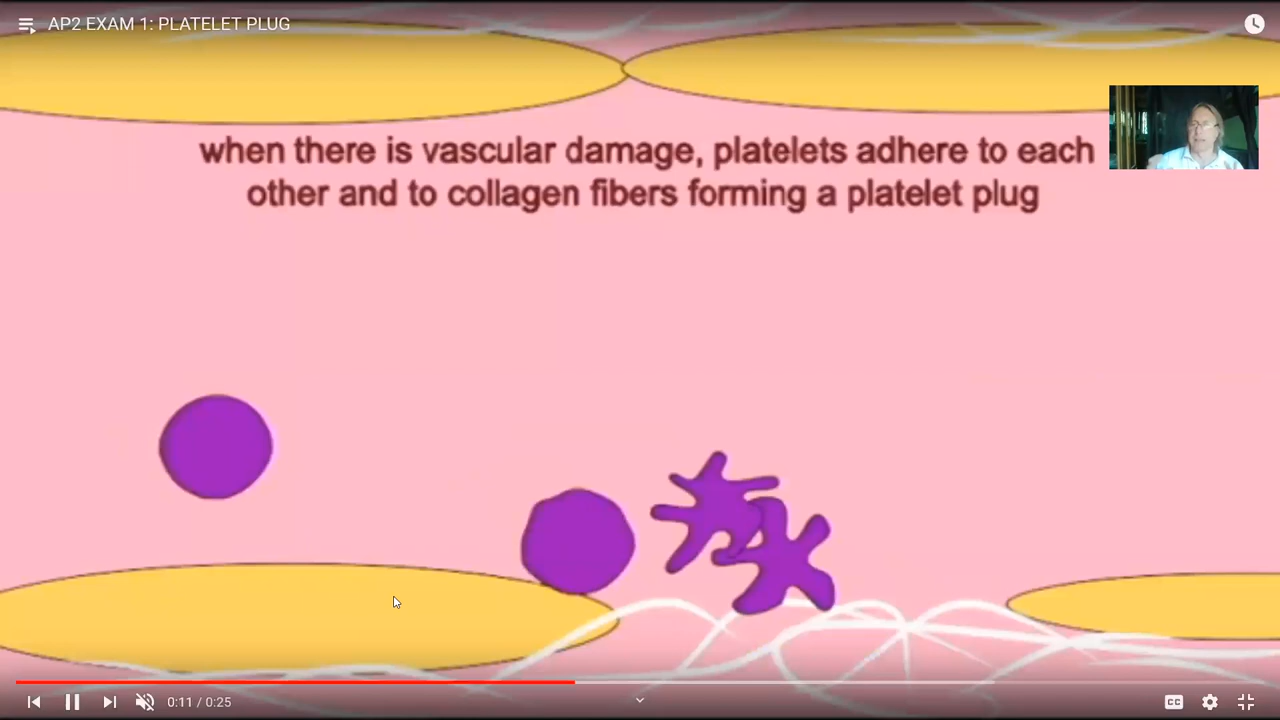 AP2 EXAM 1: PLATELET PLUG
when there is vascular damage, platelets adhere to each
other and to collagen fibers forming a platelet plug
0:11 / 0:25
CC